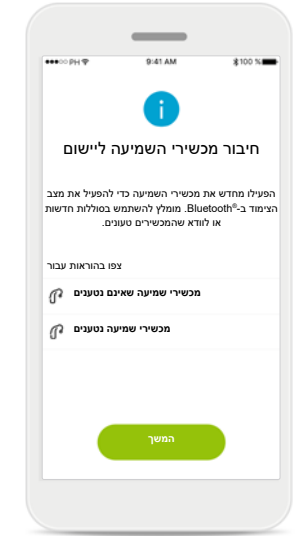 ●●●○○ PH 9:41 AM 100 %
i
חיבור מכשירי השמיעה ליישום
הפעילו מחדש את מכשירי השמיעה כדי להפעיל את מצב
הצימוד ב-Bluetooth®. מומלץ להשתמש בסוללות חדשות
או לוודא שהמכשירים טעונים.
צפו בהוראות עבור
מכשירי שמיעה שאינם נטענים
מכשירי שמיעה נטענים
המשך